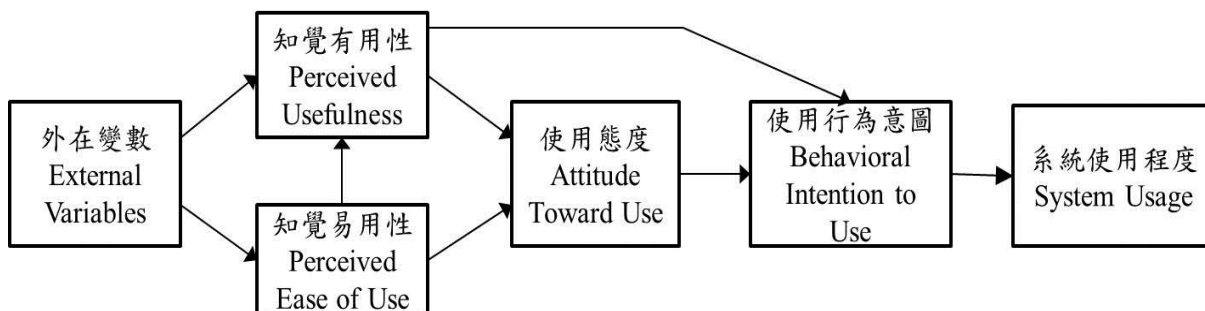 外在變數
External
Variables
知覺有用性
Perceived
Usefulness
知覺易用性
Perceived
Ease of Use
使用態度
Attitude
Toward Use
使用行為意圖
Behavioral
Intention to
Use
系統使用程度
System Usage